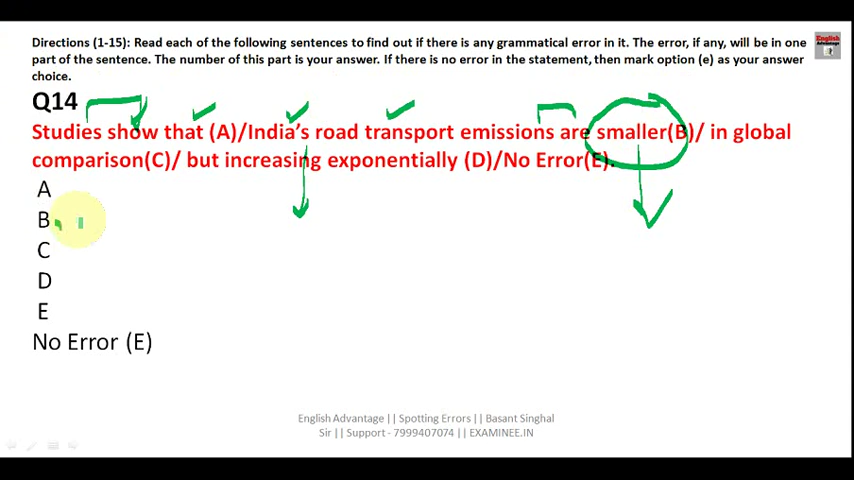 Directions (1-15): Read each of the following sentences to find out if there is any grammatical error in it. The error, if any, will be in one
part of the sentence. The number of this part is your answer. If there is no error in the statement, then mark option (e) as your answer
choice.
English
Advantage
Q14
Studies show that (A)/India's road transport emissions are smaller(B)/ in global
comparison(C)/ but increasing exponentially (D)/No Error(E).
A
B
C
D
E
No Error (E)
English Advantage || Spotting Errors || Basant Singhal
Sir || Support - 7999407074 || EXAMINEE.IN